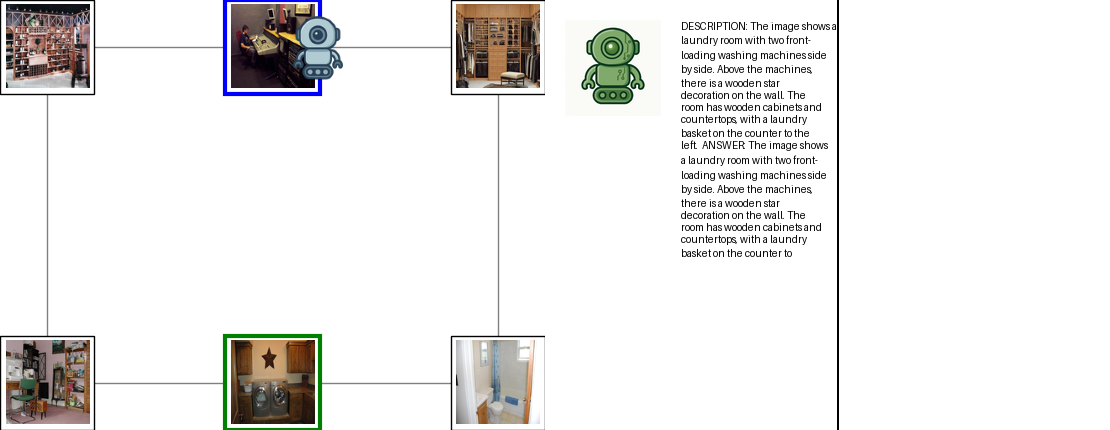 DESCRIPTION: The image shows a
laundry room with two front-
loading washing machines side
by side. Above the machines,
there is a wooden star
decoration on the wall. The
room has wooden cabinets and
countertops, with a laundry
basket on the counter to the
left. ANSWER: The image shows
a laundry room with two front-
loading washing machines side
by side. Above the machines,
there is a wooden star
decoration on the wall. The
room has wooden cabinets and
countertops, with a laundry
basket on the counter to